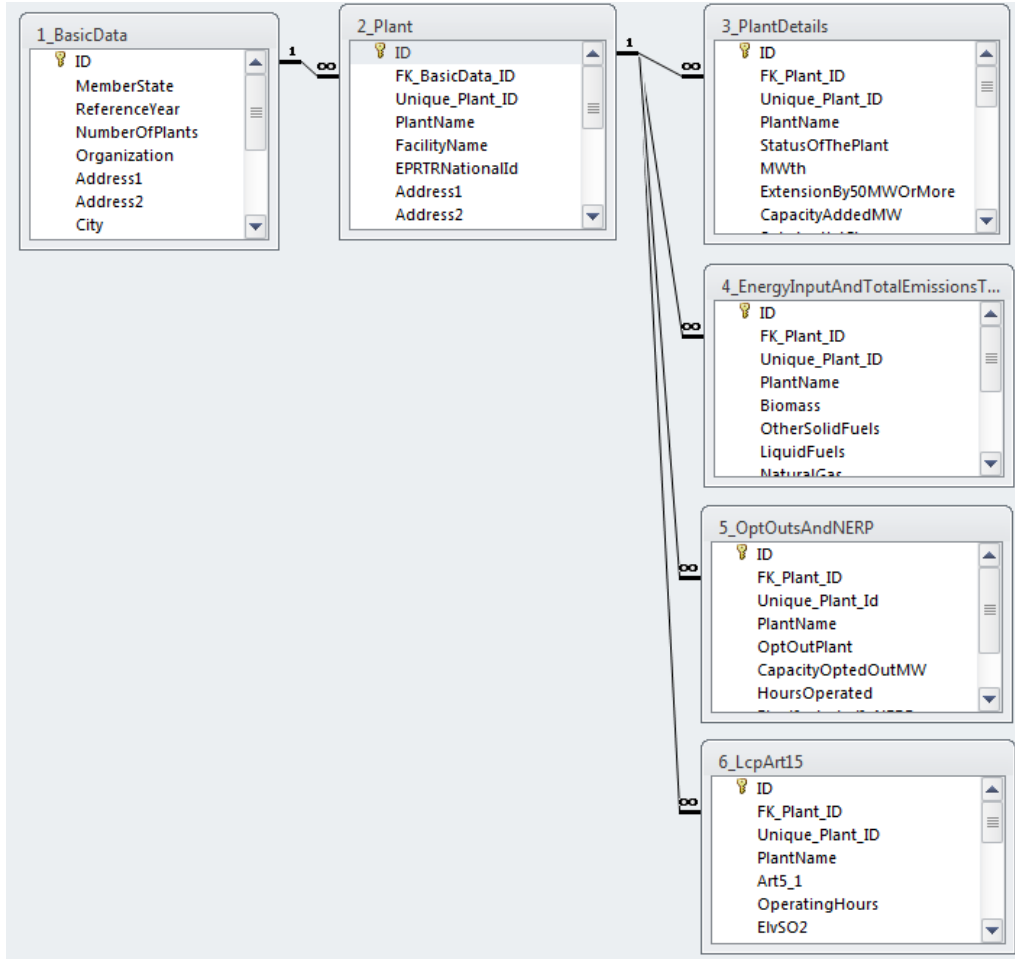 1_BasicData
ID
MemberState
ReferenceYear
NumberOfPlants
Organization
Address1
Address2
City
1
∞
2_Plant
ID
FK_BasicData_ID
Unique_Plant_ID
PlantName
FacilityName
EPRTRNationalId
Address1
Address2
1
∞
3_PlantDetails
ID
FK_Plant_ID
Unique_Plant_ID
PlantName
StatusOfThePlant
MWth
ExtensionBy50MWOrMore
CapacityAddedMW
∞
4_EnergyInputAndTotalEmissionsT...
ID
FK_Plant_ID
Unique_Plant_ID
PlantName
Biomass
OtherSolidFuels
LiquidFuels
NaturalGas
∞
5_OptOutsAndNERP
ID
FK_Plant_ID
Unique_Plant_Id
PlantName
OptOutPlant
CapacityOptedOutMW
HoursOperated
∞
6_LcpArt15
ID
FK_Plant_ID
Unique_Plant_ID
PlantName
Art5_1
OperatingHours
ElvSO2